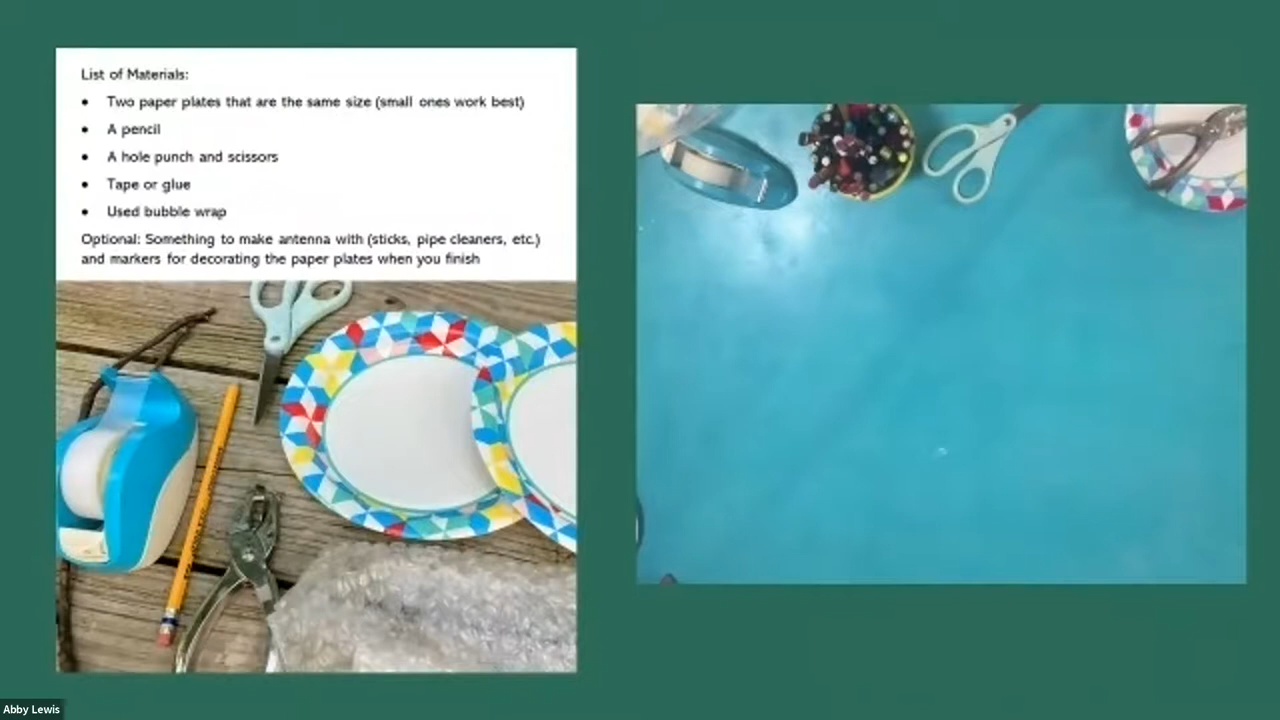 List of Materials:
• Two paper plates that are the same size (small ones work best)
• A pencil
• A hole punch and scissors
• Tape or glue
• Used bubble wrap
Optional: Something to make antenna with (sticks, pipe cleaners, etc.)
and markers for decorating the paper plates when you finish
Abby Lewis